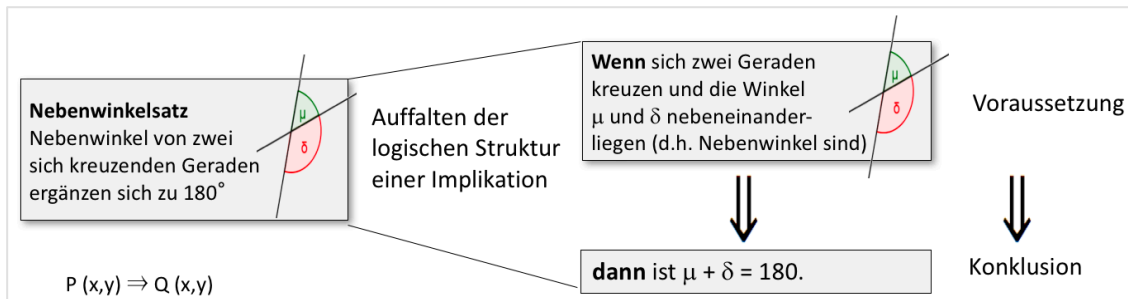 Nebenwinkelsatz
Nebenwinkel von zwei
sich kreuzenden Geraden
ergänzen sich zu 180°
μ
δ
P (x,y) ⇒ Q (x,y)
Auffalten der
logischen Struktur
einer Implikation
Wenn sich zwei Geraden
kreuzen und die Winkel
μ und δ nebeneinander-
liegen (d.h. Nebenwinkel sind)
μ
δ
dann ist μ + δ = 180.
Voraussetzung
Konklusion